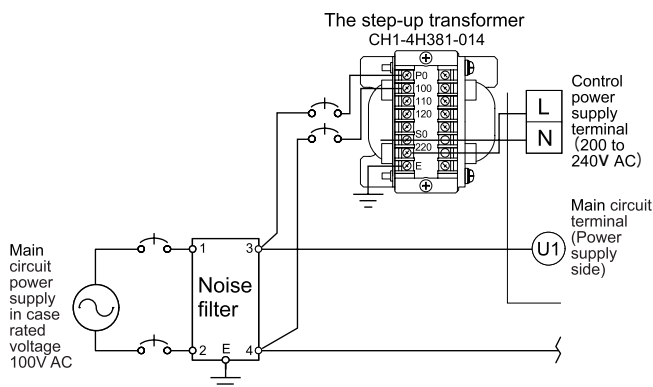 The step-up transformer
CH1-4H381-014
P0
100
110
120
S0
220
E
L
N
Control
power
supply
terminal
(200 to
240V AC)
Main circuit
terminal
(Power
supply
side)
U1
Main
circuit
power
supply
in case
rated
voltage
100V AC
1
3
Noise
filter
2
E
4